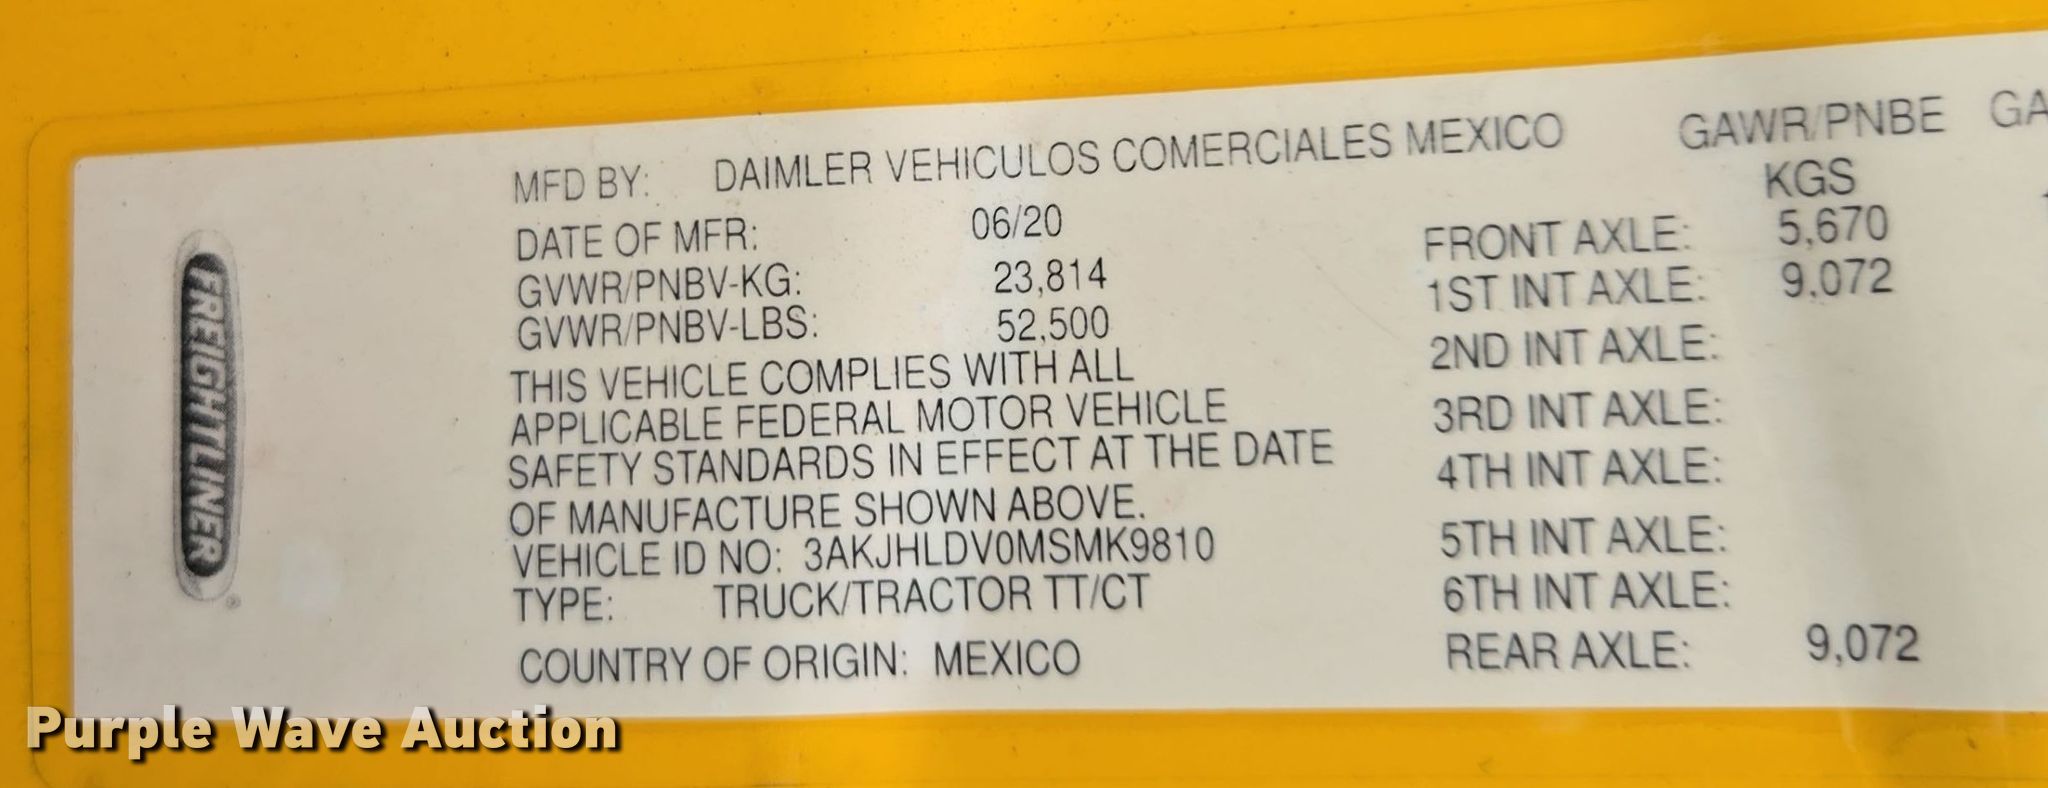 FREIGHTLINER®
MFD BY: DAIMLER VEHICULOS COMERCIALES MEXICO
DATE OF MFR: 06/20
GVWR/PNBV-KG: 23,814
GVWR/PNBV-LBS: 52,500
THIS VEHICLE COMPLIES WITH ALL
APPLICABLE FEDERAL MOTOR VEHICLE
SAFETY STANDARDS IN EFFECT AT THE DATE
OF MANUFACTURE SHOWN ABOVE.
VEHICLE ID NO: 3AKJHLDV0MSMK9810
TYPE: TRUCK/TRACTOR TT/CT
COUNTRY OF ORIGIN: MEXICO
GAWR/PNBE GA
KGS
FRONT AXLE: 5,670
1ST INT AXLE: 9,072
2ND INT AXLE:
3RD INT AXLE:
4TH INT AXLE:
5TH INT AXLE:
6TH INT AXLE:
REAR AXLE: 9,072
Purple Wave Auction